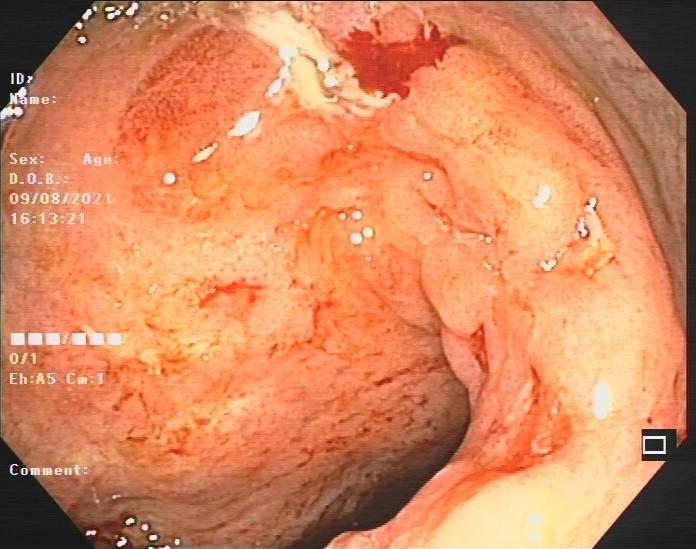 ID:
Name:
Sex: Age:
D.O.B.:
09/08/2021
16:13:21
■■■/■■■
0/1
Eh:A5 Cm:1
Comment: